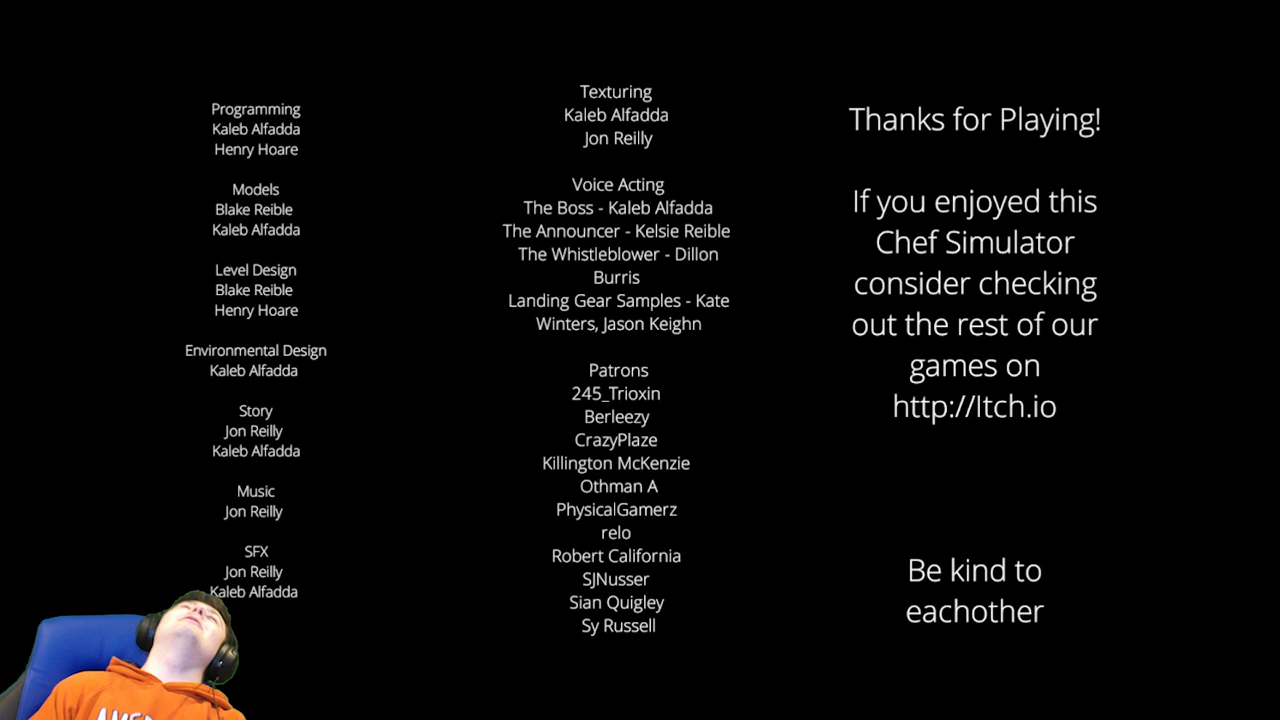 Programming
Kaleb Alfadda
Henry Hoare
Models
Blake Reible
Kaleb Alfadda
Level Design
Blake Reible
Henry Hoare
Environmental Design
Kaleb Alfadda
Story
Jon Reilly
Kaleb Alfadda
Music
Jon Reilly
SFX
Jon Reilly
Kaleb Alfadda
Texturing
Kaleb Alfadda
Jon Reilly
Voice Acting
The Boss - Kaleb Alfadda
The Announcer - Kelsie Reible
The Whistleblower - Dillon
Burris
Landing Gear Samples - Kate
Winters, Jason Keighn
Patrons
245_Trioxin
Berleezy
CrazyPlaze
Killington McKenzie
Othman A
PhysicalGamerz
relo
Robert California
SJNusser
Sian Quigley
Sy Russell
Thanks for Playing!
If you enjoyed this
Chef Simulator
consider checking
out the rest of our
games on
http://Itch.io
Be kind to
eachother